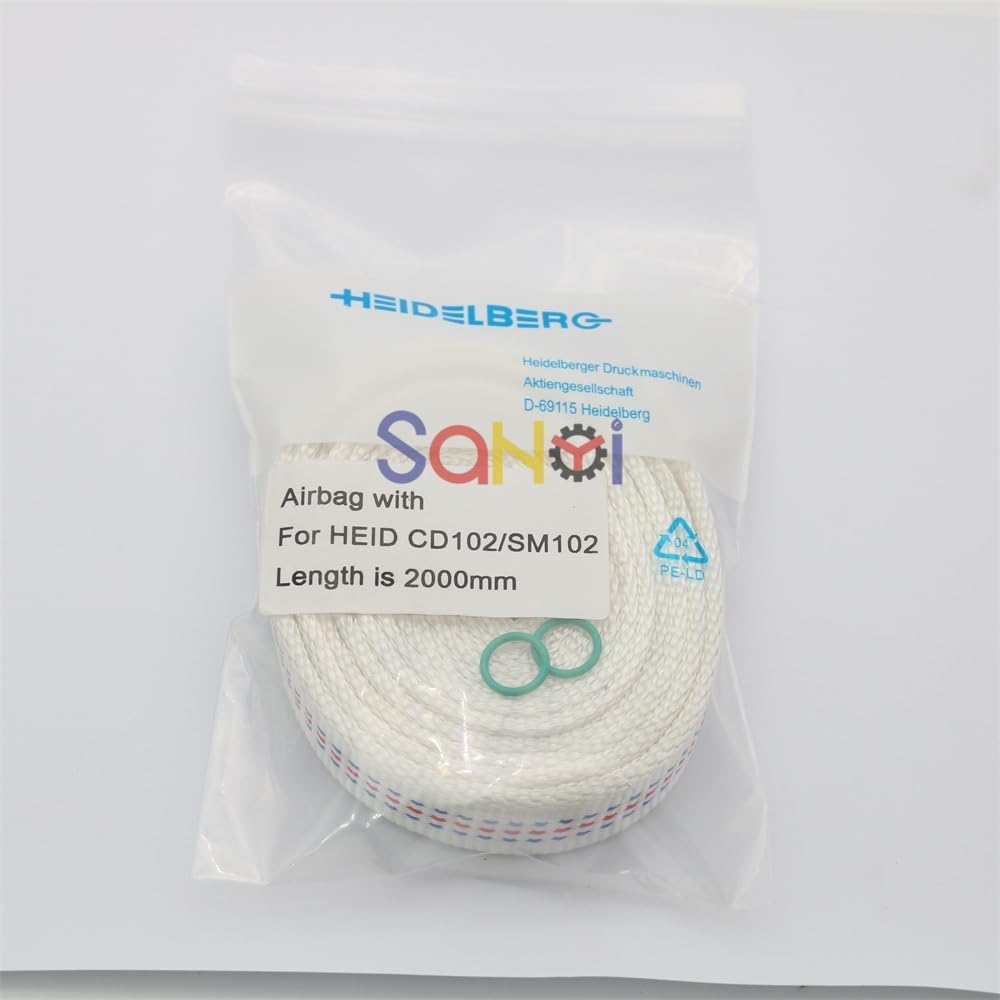 HEIDELBERG
Heidelberger Druckmaschinen
Aktiengesellschaft
D-69115 Heidelberg
SaNYi
Airbag with
For HEID CD102/SM102
Length is 2000mm
04
PE-LD